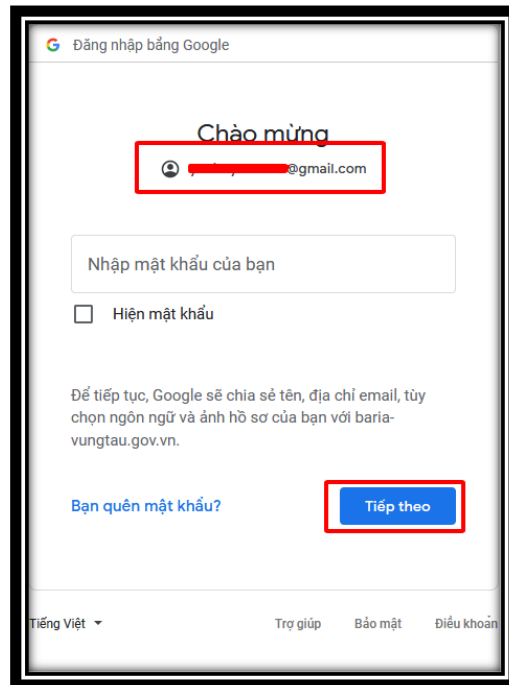 Đăng nhập bằng Google
Chào mừng
@gmail.com
Nhập mật khẩu của bạn
Hiện mật khẩu
Để tiếp tục, Google sẽ chia sẻ tên, địa chỉ email, tùy
chọn ngôn ngữ và ảnh hồ sơ của bạn với baria-
vungtau.gov.vn.
Bạn quên mật khẩu?
Tiếp theo
Tiếng Việt
Trợ giúp
Bảo mật
Điều khoản